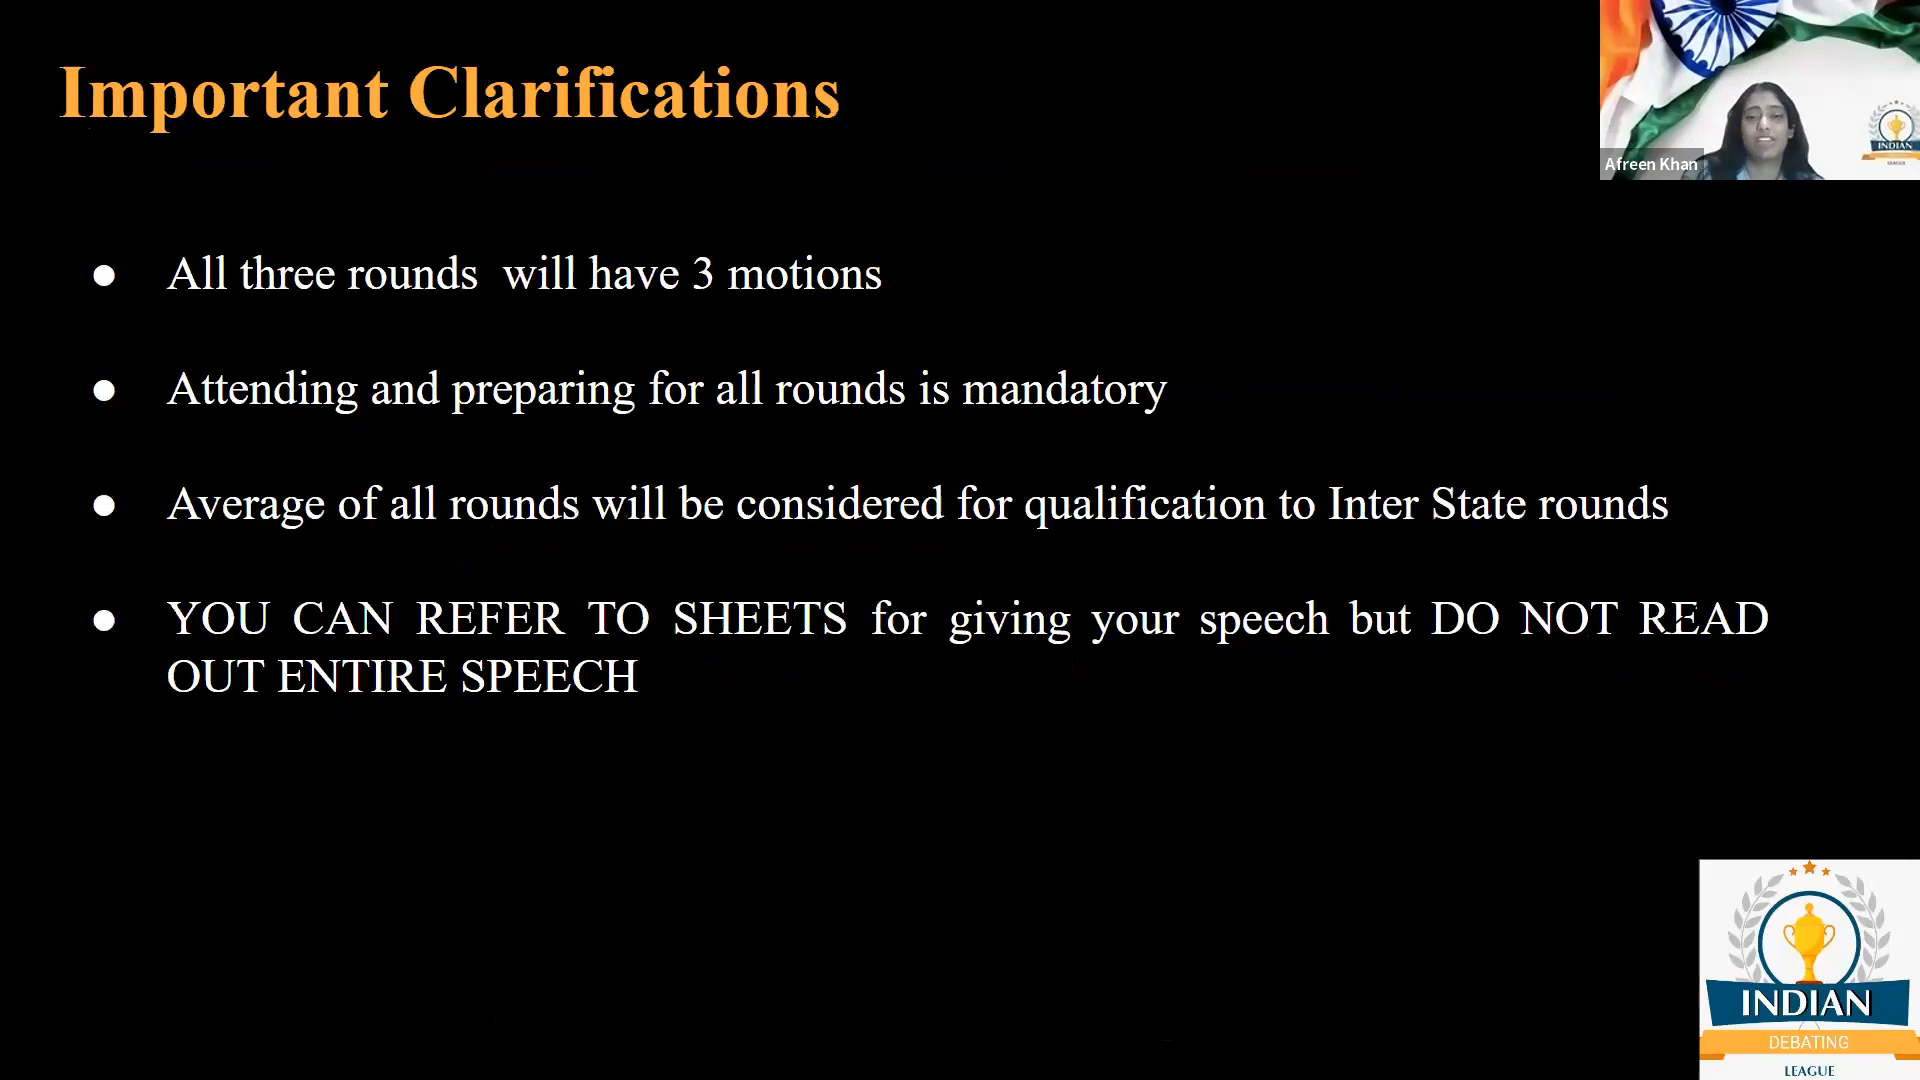 Important Clarifications
Afreen Khan
INDIAN
LEAGUE
● All three rounds will have 3 motions
● Attending and preparing for all rounds is mandatory
● Average of all rounds will be considered for qualification to Inter State rounds
● YOU CAN REFER TO SHEETS for giving your speech but DO NOT READ
OUT ENTIRE SPEECH
INDIAN
DEBATING
LEAGUE